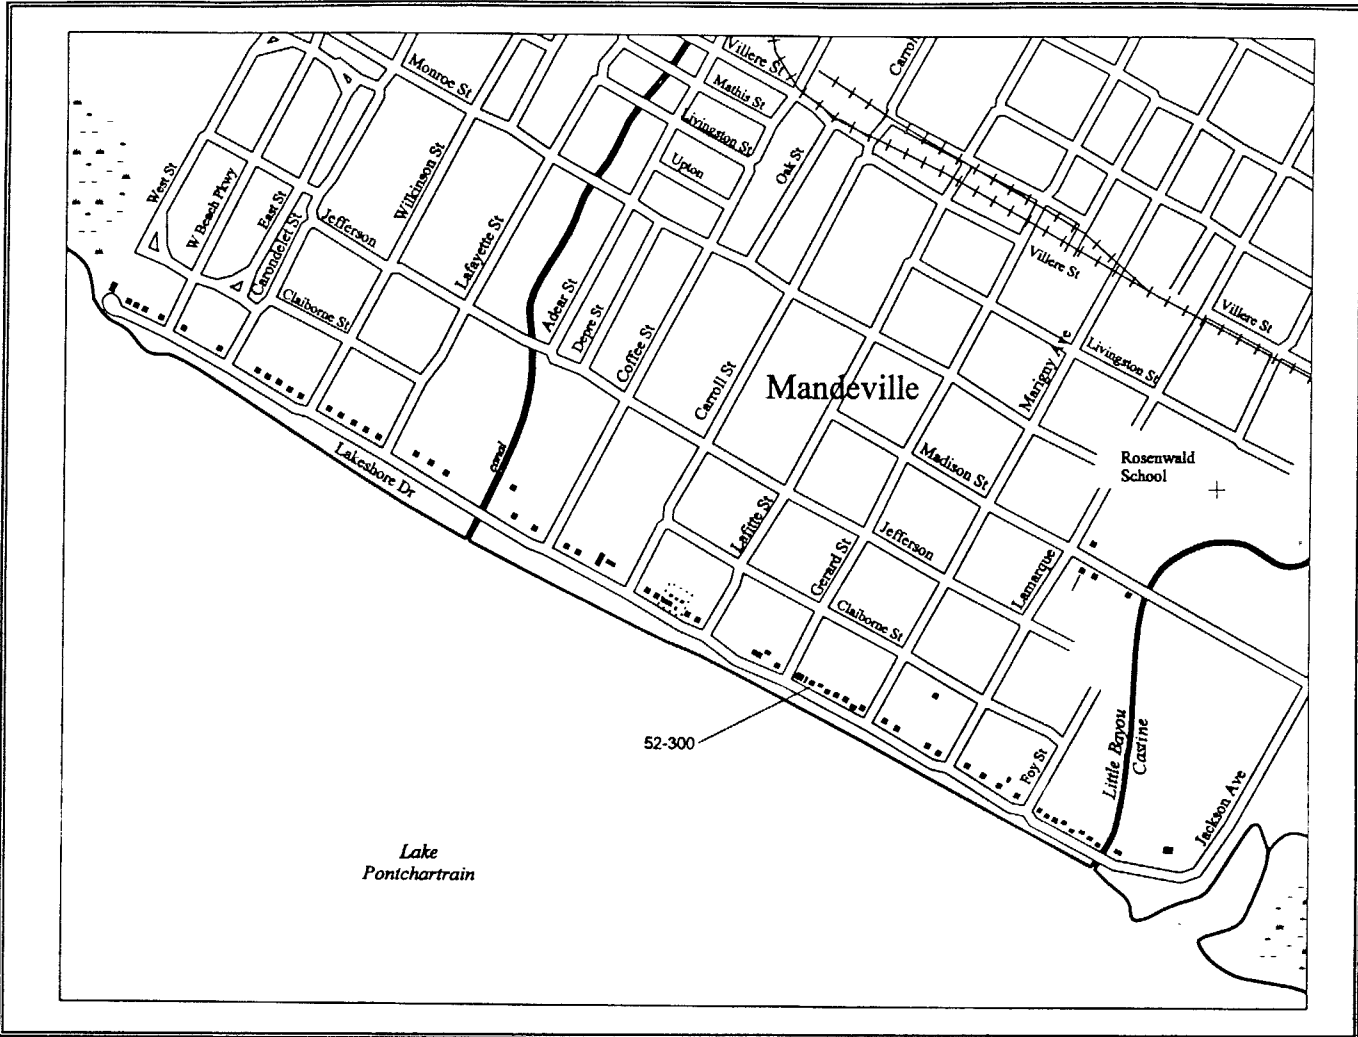 Villere St
Carroll
Monroe St
Mathis St
Livingston St
Upton
Oak St
West St
W Beach Pkwy
East St
Carondelet St
Jefferson
Wilkinson St
Lafayette St
Villere St
Claiborne St
Adear St
Depre St
Coffee St
Carroll St
Mandeville
Marigny Ave
Livingston St
Villere St
Lakeshore Dr
canal
Lafitte St
Madison St
Rosenwald
School
Jefferson
Gerard St
Lamarque
Claiborne St
52-300
Foy St
Little Bayou
Castine
Jackson Ave
Lake
Pontchartrain